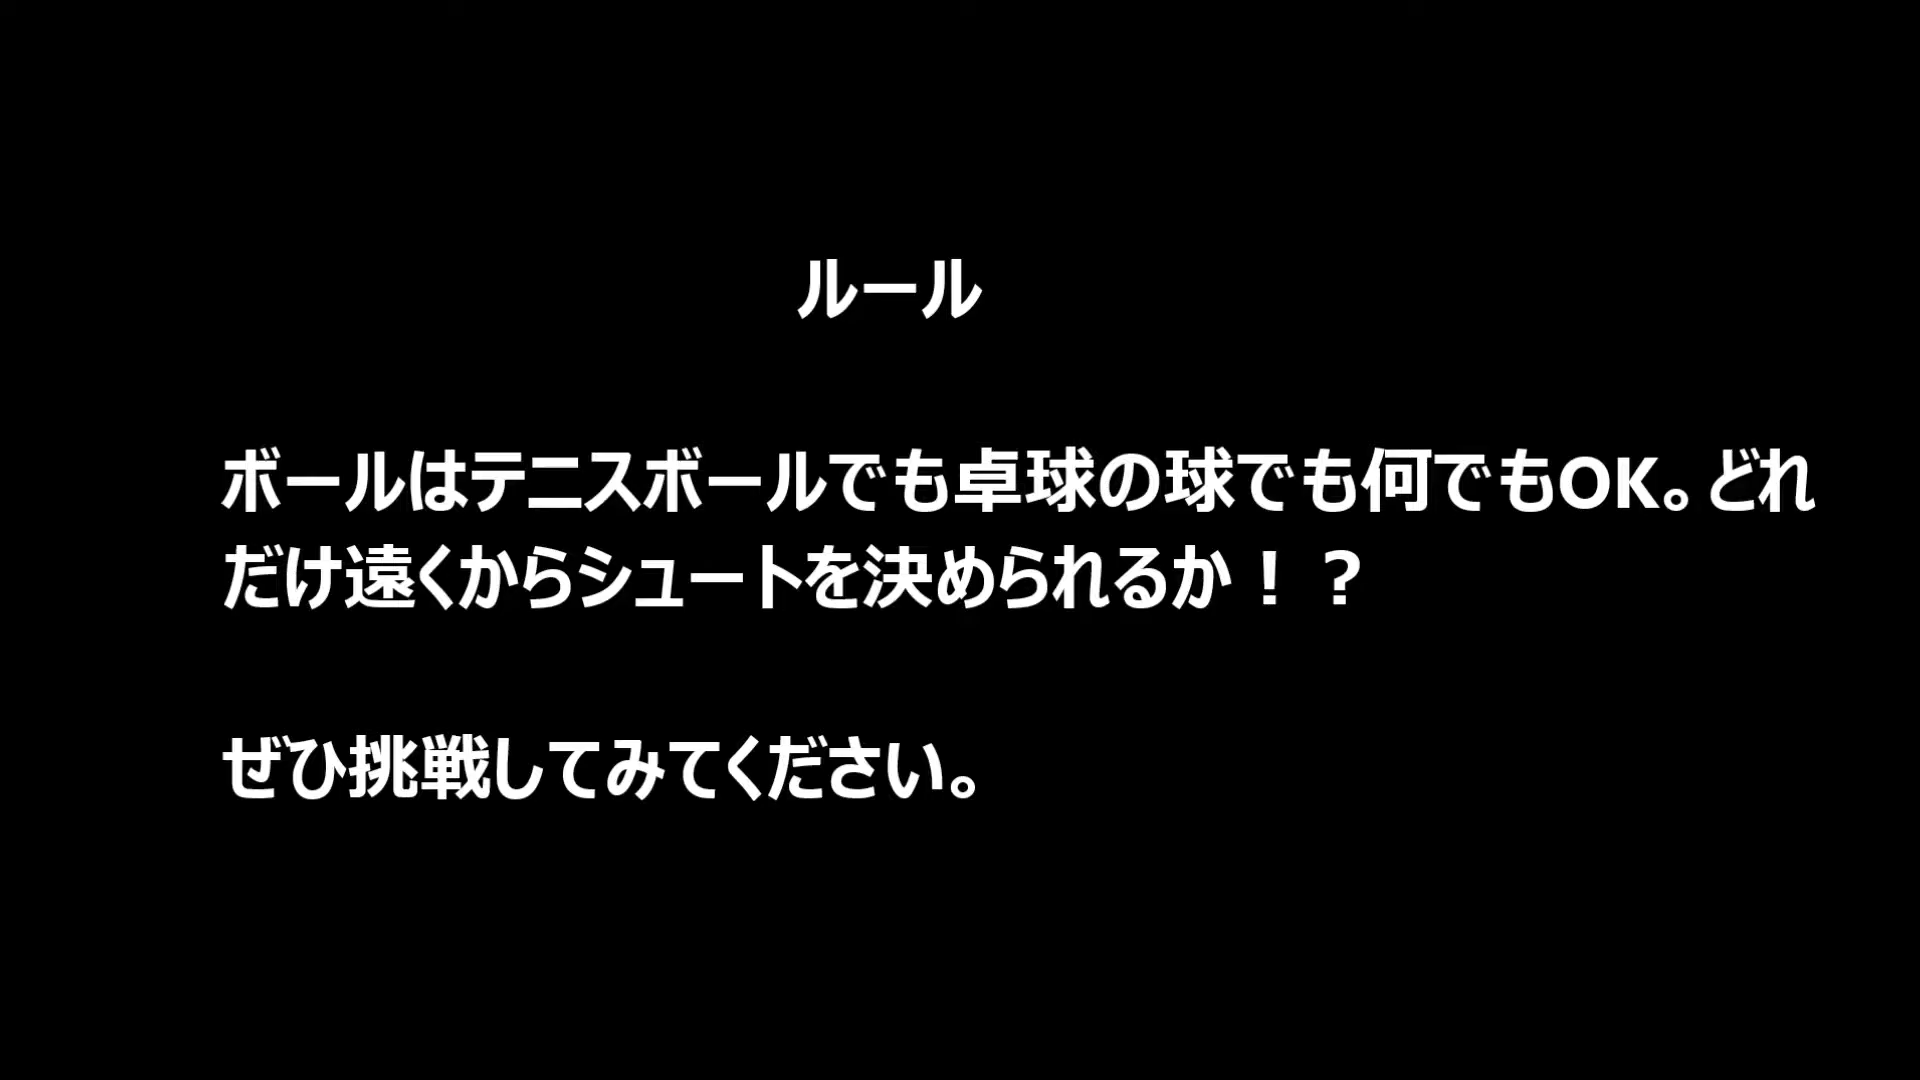 ルール
ボールはテニスボールでも卓球の球でも何でもOK。どれ
だけ遠くからシュートを決められるか！？
ぜひ挑戦してみてください。